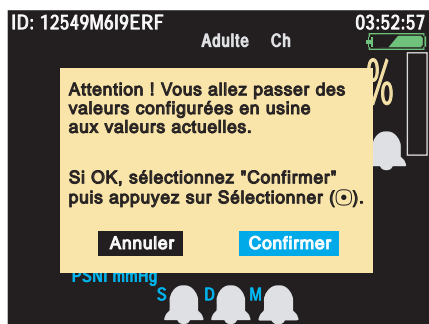 ID: 12549M6I9ERF 03:52:57
Adulte Ch
%
Attention ! Vous allez passer des
valeurs configurées en usine
aux valeurs actuelles.
Si OK, sélectionnez "Confirmer"
puis appuyez sur Sélectionner (⊙).
Annuler Confirmer
PSNI mmHg
S D M